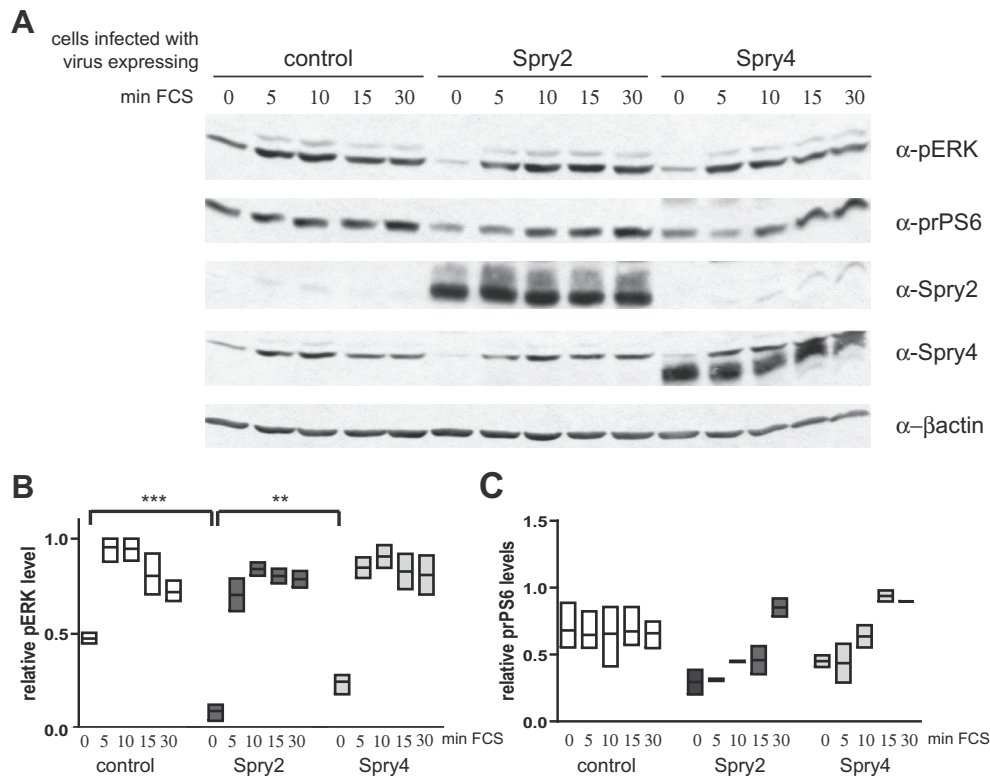 A
cells infected with
virus expressing
control Spry2 Spry4
min FCS 0 5 10 15 30 0 5 10 15 30 0 5 10 15 30
α-pERK
α-prPS6
α-Spry2
α-Spry4
α–βactin
B
*** **
relative pERK level
1.0
0.5
0.0
0 5 10 15 30 0 5 10 15 30 0 5 10 15 30 min FCS
control Spry2 Spry4
C
relative prPS6 levels
1.5
1.0
0.5
0.0
0 5 10 15 30 0 5 10 15 30 0 5 10 15 30 min FCS
control Spry2 Spry4